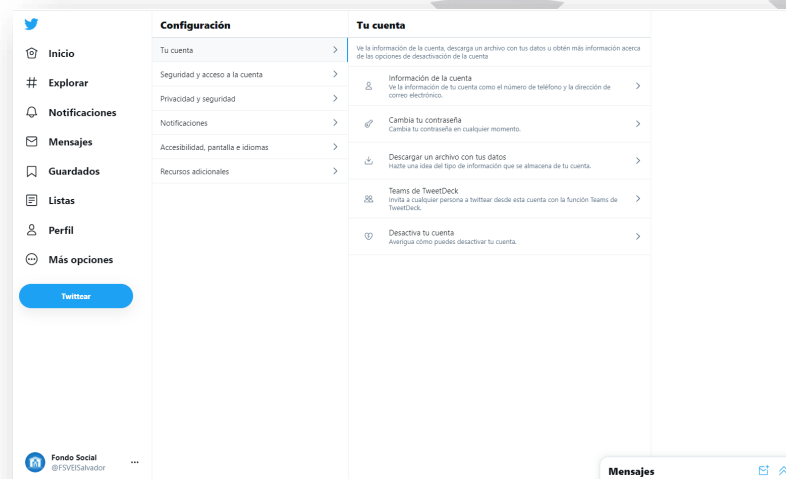 Inicio
Explorar
Notificaciones
Mensajes
Guardados
Listas
Perfil
Más opciones
Twittear
Fondo Social
@FSVElSalvador
Configuración
Tu cuenta
Seguridad y acceso a la cuenta
Privacidad y seguridad
Notificaciones
Accesibilidad, pantalla e idiomas
Recursos adicionales
Tu cuenta
Ve la información de la cuenta, descarga un archivo con tus datos u obtén más información acerca
de las opciones de desactivación de la cuenta
Información de la cuenta
Ve la información de tu cuenta como el número de teléfono y la dirección de
correo electrónico.
Cambia tu contraseña
Cambia tu contraseña en cualquier momento.
Descargar un archivo con tus datos
Hazte una idea del tipo de información que se almacena de tu cuenta.
Teams de TweetDeck
Invita a cualquier persona a twittear desde esta cuenta con la función Teams de
TweetDeck.
Desactiva tu cuenta
Averigua cómo puedes desactivar tu cuenta.
Mensajes